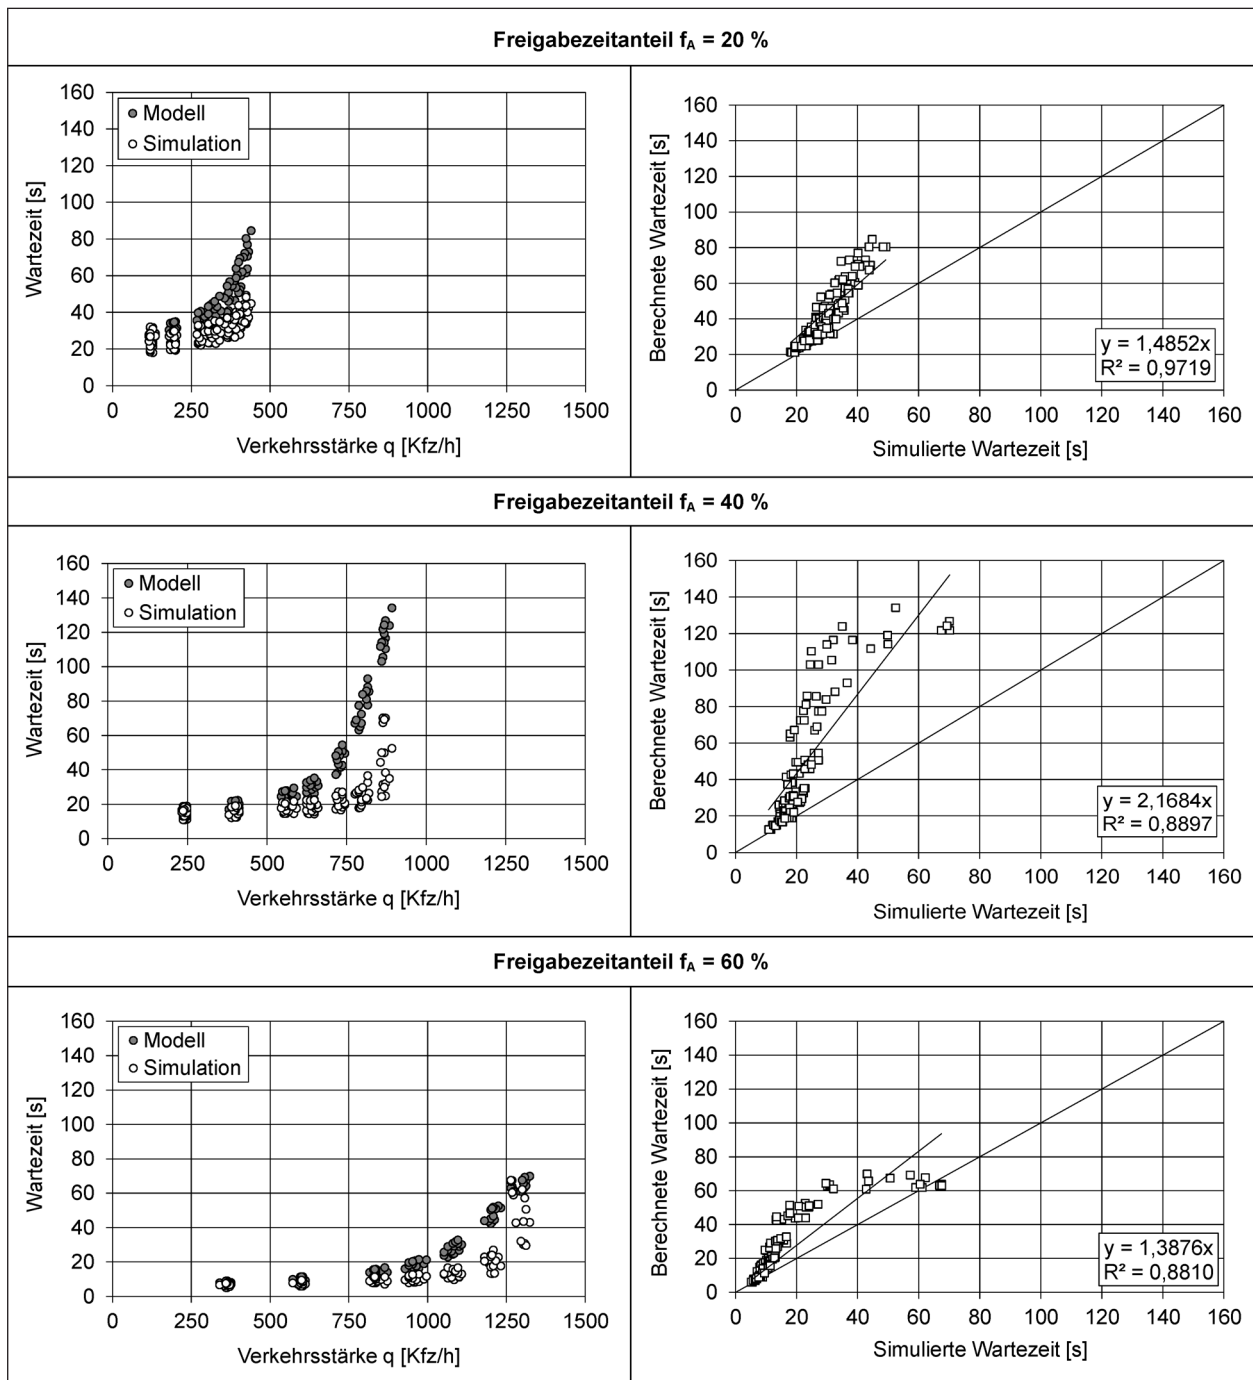 Freigabezeitanteil fA = 20 %
Wartezeit [s]
160
140
120
100
80
60
40
20
0
Modell
Simulation
0 250 500 750 1000 1250 1500
Verkehrsstärke q [Kfz/h]
Berechnete Wartezeit [s]
160
140
120
100
80
60
40
20
0
y = 1,4852x
R² = 0,9719
0 20 40 60 80 100 120 140 160
Simulierte Wartezeit [s]
Freigabezeitanteil fA = 40 %
Wartezeit [s]
160
140
120
100
80
60
40
20
0
Modell
Simulation
0 250 500 750 1000 1250 1500
Verkehrsstärke q [Kfz/h]
Berechnete Wartezeit [s]
160
140
120
100
80
60
40
20
0
y = 2,1684x
R² = 0,8897
0 20 40 60 80 100 120 140 160
Simulierte Wartezeit [s]
Freigabezeitanteil fA = 60 %
Wartezeit [s]
160
140
120
100
80
60
40
20
0
Modell
Simulation
0 250 500 750 1000 1250 1500
Verkehrsstärke q [Kfz/h]
Berechnete Wartezeit [s]
160
140
120
100
80
60
40
20
0
y = 1,3876x
R² = 0,8810
0 20 40 60 80 100 120 140 160
Simulierte Wartezeit [s]